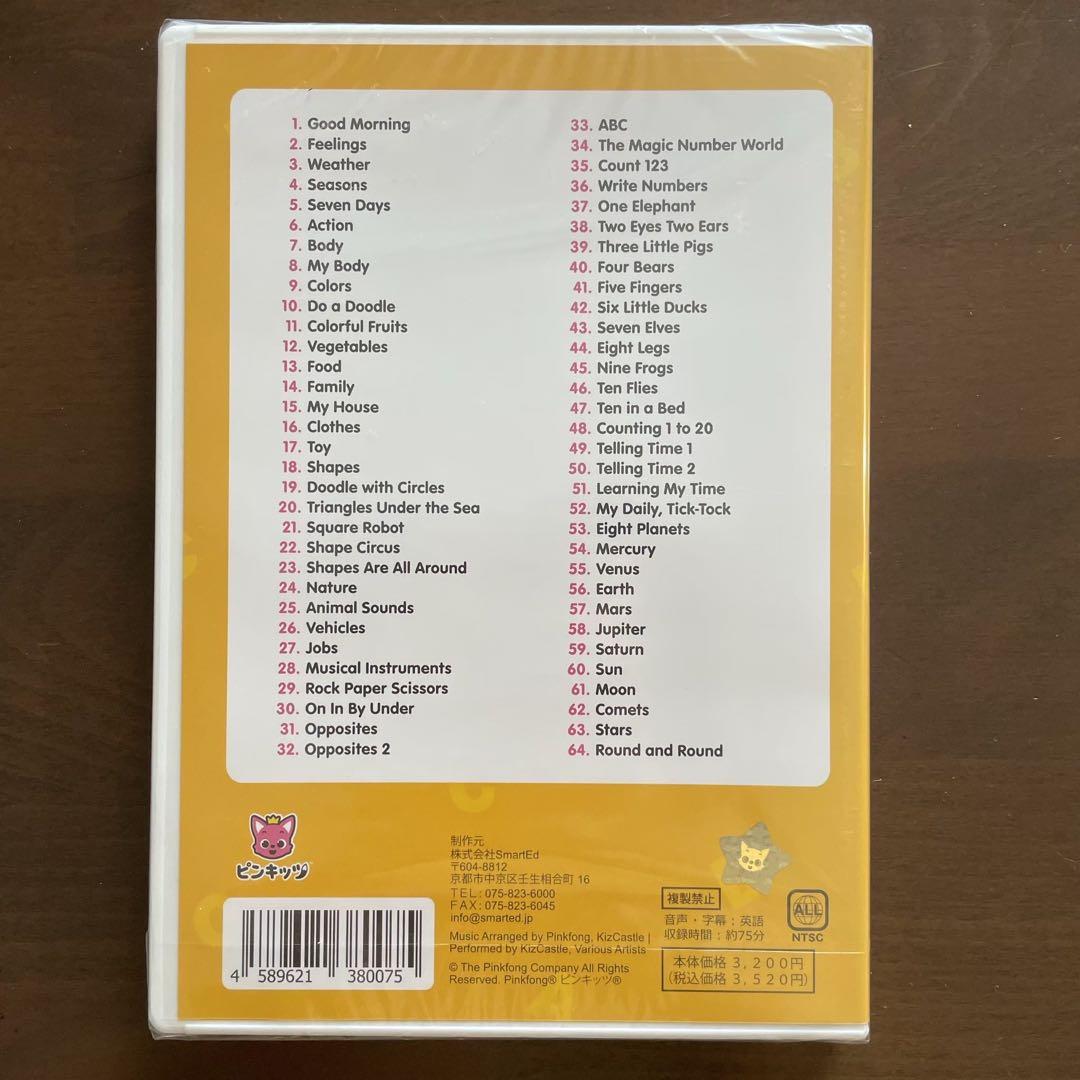 1. Good Morning
2. Feelings
3. Weather
4. Seasons
5. Seven Days
6. Action
7. Body
8. My Body
9. Colors
10. Do a Doodle
11. Colorful Fruits
12. Vegetables
13. Food
14. Family
15. My House
16. Clothes
17. Toy
18. Shapes
19. Doodle with Circles
20. Triangles Under the Sea
21. Square Robot
22. Shape Circus
23. Shapes Are All Around
24. Nature
25. Animal Sounds
26. Vehicles
27. Jobs
28. Musical Instruments
29. Rock Paper Scissors
30. On In By Under
31. Opposites
32. Opposites 2
33. ABC
34. The Magic Number World
35. Count 123
36. Write Numbers
37. One Elephant
38. Two Eyes Two Ears
39. Three Little Pigs
40. Four Bears
41. Five Fingers
42. Six Little Ducks
43. Seven Elves
44. Eight Legs
45. Nine Frogs
46. Ten Flies
47. Ten in a Bed
48. Counting 1 to 20
49. Telling Time 1
50. Telling Time 2
51. Learning My Time
52. My Daily, Tick-Tock
53. Eight Planets
54. Mercury
55. Venus
56. Earth
57. Mars
58. Jupiter
59. Saturn
60. Sun
61. Moon
62. Comets
63. Stars
64. Round and Round
ピンキッツ™
4 589621 380075
制作元
株式会社SmartEd
〒604-8812
京都市中京区壬生相合町 16
TEL: 075-823-6000
FAX: 075-823-6045
info@smarted.jp
Music Arranged by Pinkfong, KizCastle |
Performed by KizCastle, Various Artists
© The Pinkfong Company All Rights
Reserved. Pinkfong® ピンキッツ®
複製禁止
音声・字幕：英語
収録時間：約75分
ALL
NTSC
本体価格 3,200円
(税込価格 3,520円)